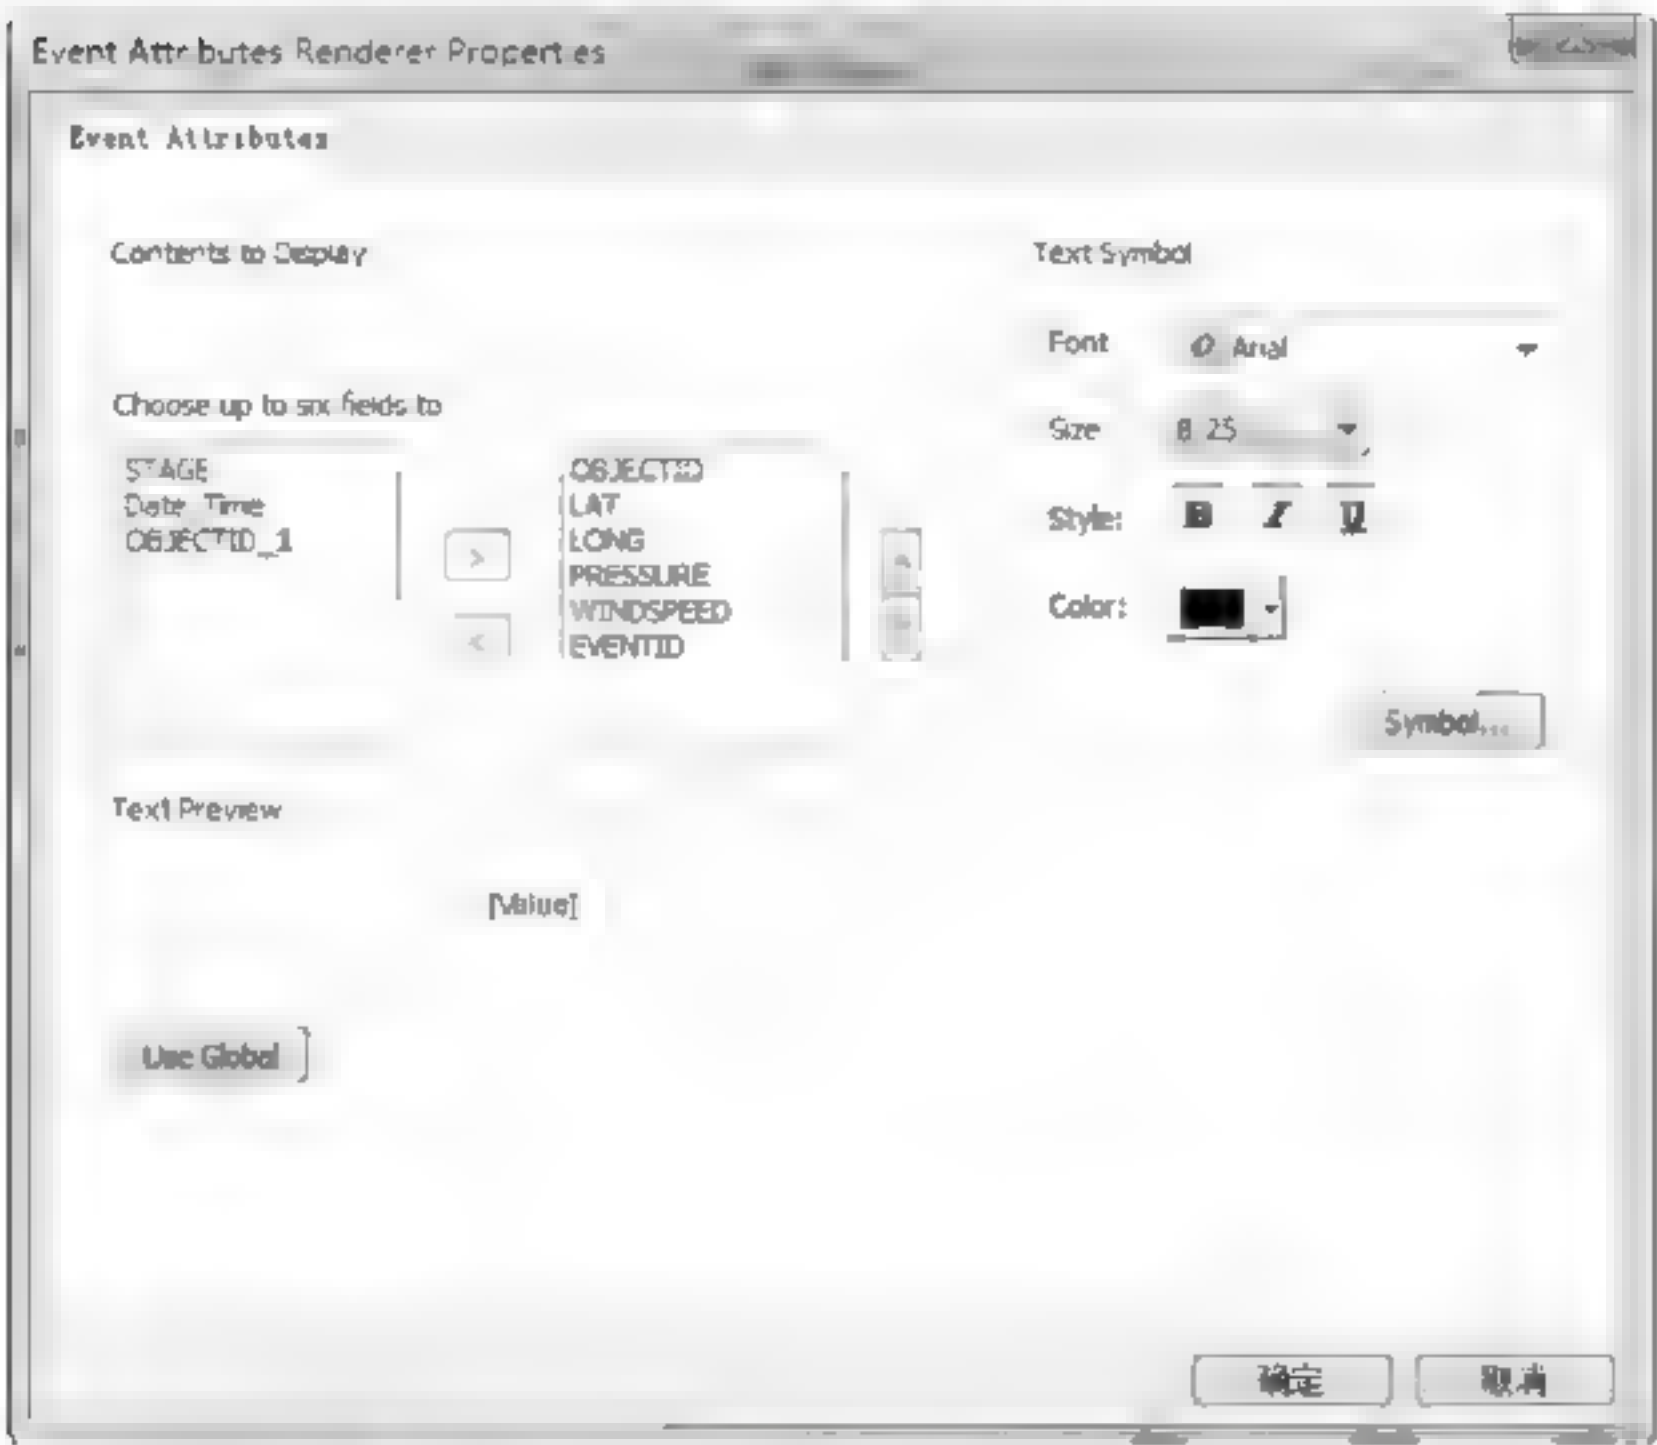 Event Attributes Renderer Properties
Event Attributes
Contents to Display
Choose up to six fields to
STAGE
Date_Time
OBJECTID_1
>
<
OBJECTID
LAT
LONG
PRESSURE
WINDSPEED
EVENTID
Text Symbol
Font
Arial
Size
8.25
Style:
B I U
Color:
Symbol...
Text Preview
[Value]
Use Global
确定
取消